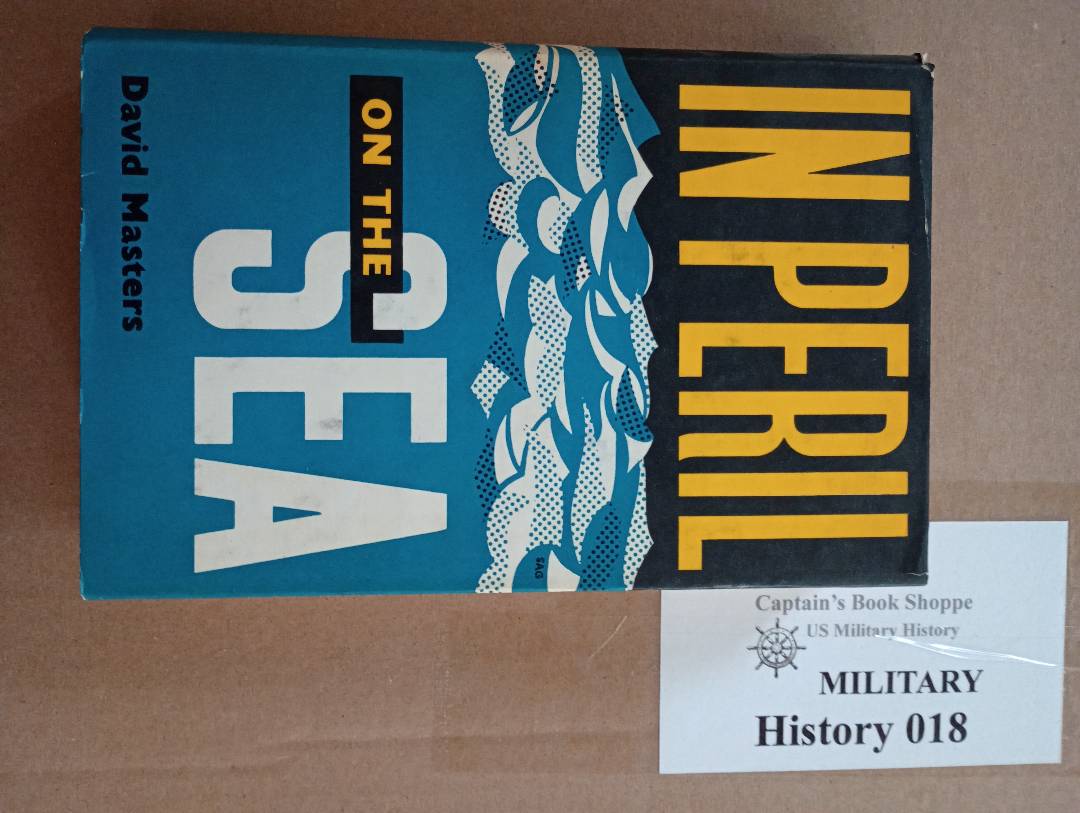 IN PERIL
ON THE
SEA
David Masters
SAG
Captain's Book Shoppe
US Military History
MILITARY
History 018